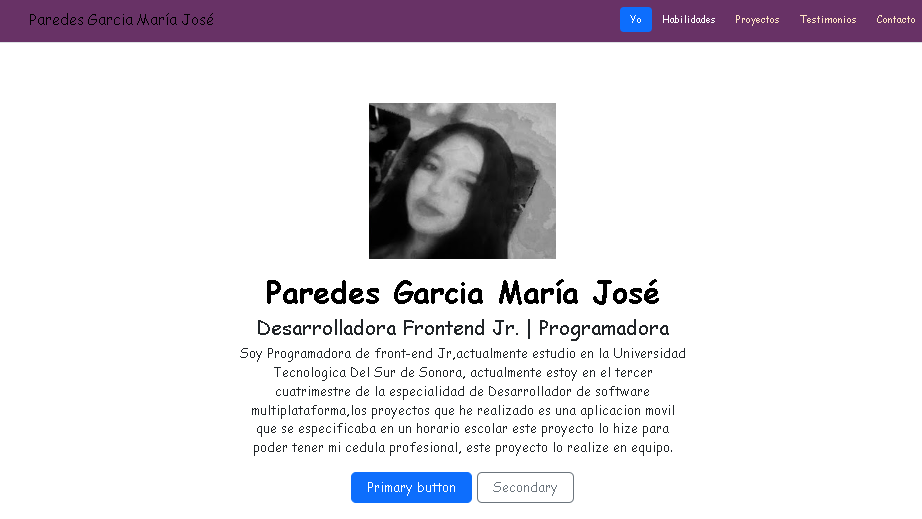 Paredes Garcia María José
Yo Habilidades Proyectos Testimonios Contacto
Paredes Garcia María José
Desarrolladora Frontend Jr. | Programadora
Soy Programadora de front-end Jr,actualmente estudio en la Universidad
Tecnologica Del Sur de Sonora, actualmente estoy en el tercer
cuatrimestre de la especialidad de Desarrollador de software
multiplataforma,los proyectos que he realizado es una aplicacion movil
que se especificaba en un horario escolar este proyecto lo hize para
poder tener mi cedula profesional, este proyecto lo realize en equipo.
Primary button Secondary